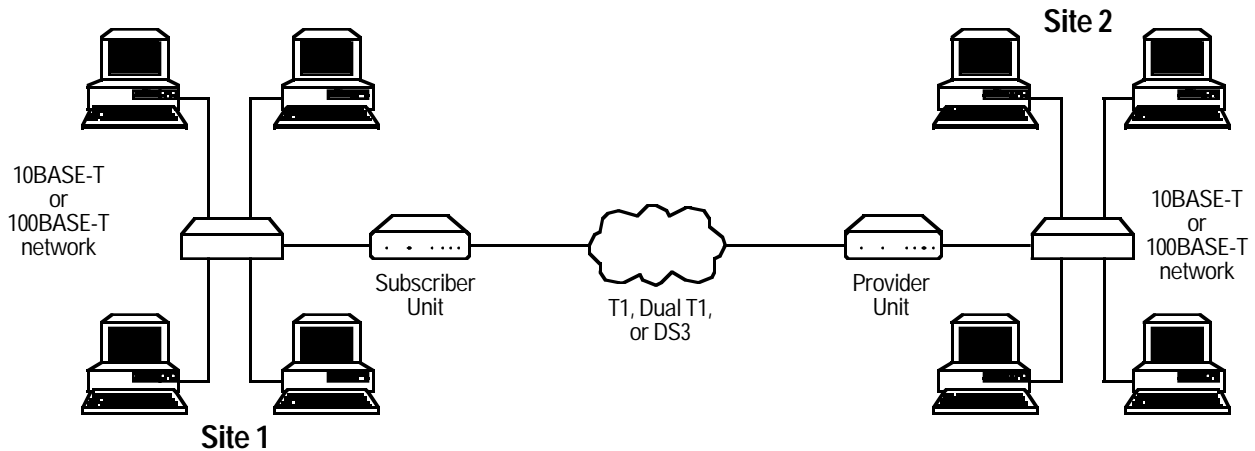 Site 2
10BASE-T
or
100BASE-T
network
Subscriber
Unit
T1, Dual T1,
or DS3
Provider
Unit
10BASE-T
or
100BASE-T
network
Site 1